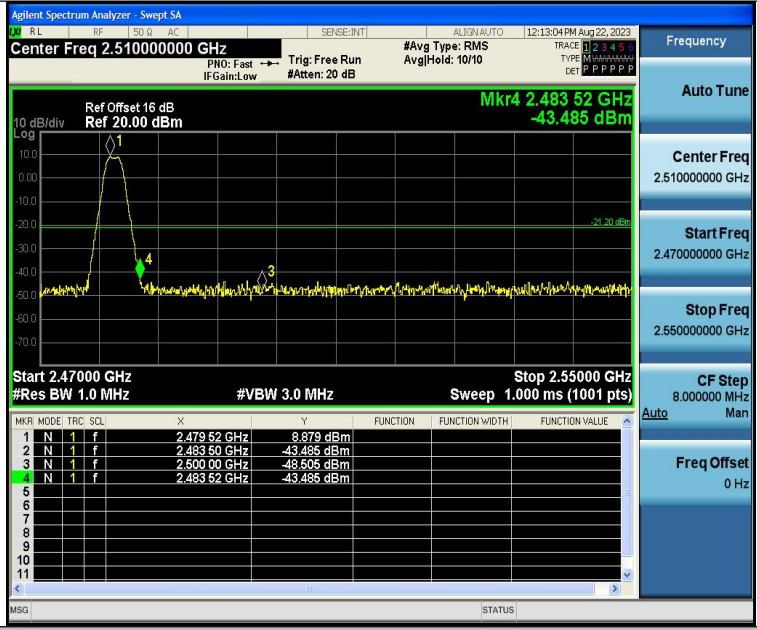 Agilent Spectrum Analyzer - Swept SA
LXI RL RF 50 Ω AC SENSE:INT ALIGNAUTO 12:13:04 PM Aug 22, 2023
Center Freq 2.510000000 GHz
PNO: Fast
IFGain:Low
Trig: Free Run
#Atten: 20 dB
#Avg Type: RMS
Avg|Hold: 10/10
TRACE 1 2 3 4 5 6
TYPE M
DET P P P P P P
Ref Offset 16 dB
10 dB/div Ref 20.00 dBm
Log
Mkr4 2.483 52 GHz
-43.485 dBm
10.0
0.00
-10.0
-20.0
-30.0
-40.0
-50.0
-60.0
-70.0
1
4
3
-21.20 dBm
Start 2.47000 GHz Stop 2.55000 GHz
#Res BW 1.0 MHz #VBW 3.0 MHz Sweep 1.000 ms (1001 pts)
MKR MODE TRC SCL X Y FUNCTION FUNCTION WIDTH FUNCTION VALUE
1 N 1 f 2.479 52 GHz 8.879 dBm
2 N 1 f 2.483 50 GHz -43.485 dBm
3 N 1 f 2.500 00 GHz -48.505 dBm
4 N 1 f 2.483 52 GHz -43.485 dBm
5
6
7
8
9
10
11
MSG STATUS
Frequency
Auto Tune
Center Freq
2.510000000 GHz
Start Freq
2.470000000 GHz
Stop Freq
2.550000000 GHz
CF Step
8.000000 MHz
Auto Man
Freq Offset
0 Hz